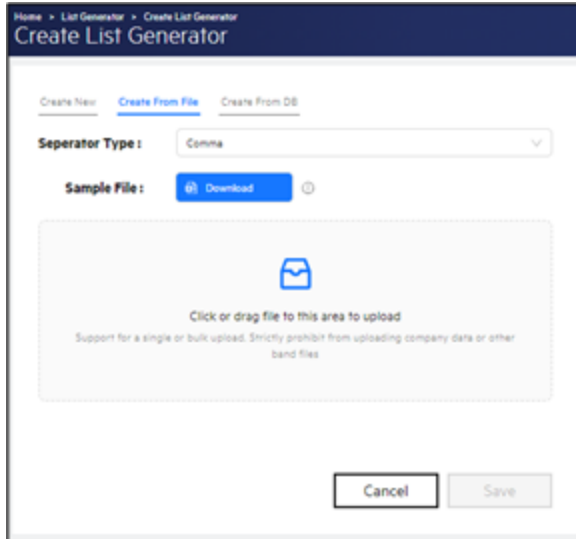 Home > List Generator > Create List Generator
Create List Generator
Create New Create From File Create From DB
Seperator Type : Comma
Sample File : Download
Click or drag file to this area to upload
Support for a single or bulk upload. Strictly prohibit from uploading company data or other
band files
Cancel Save